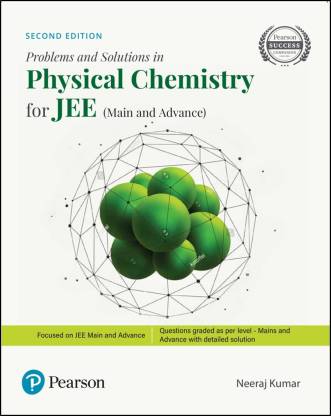 SECOND EDITION
Pearson
SUCCESS
Problems and Solutions in
Physical Chemistry
for JEE (Main and Advance)
Focused on JEE Main and Advance
Questions graded as per level - Mains and
Advance with detailed solution
Pearson
Neeraj Kumar